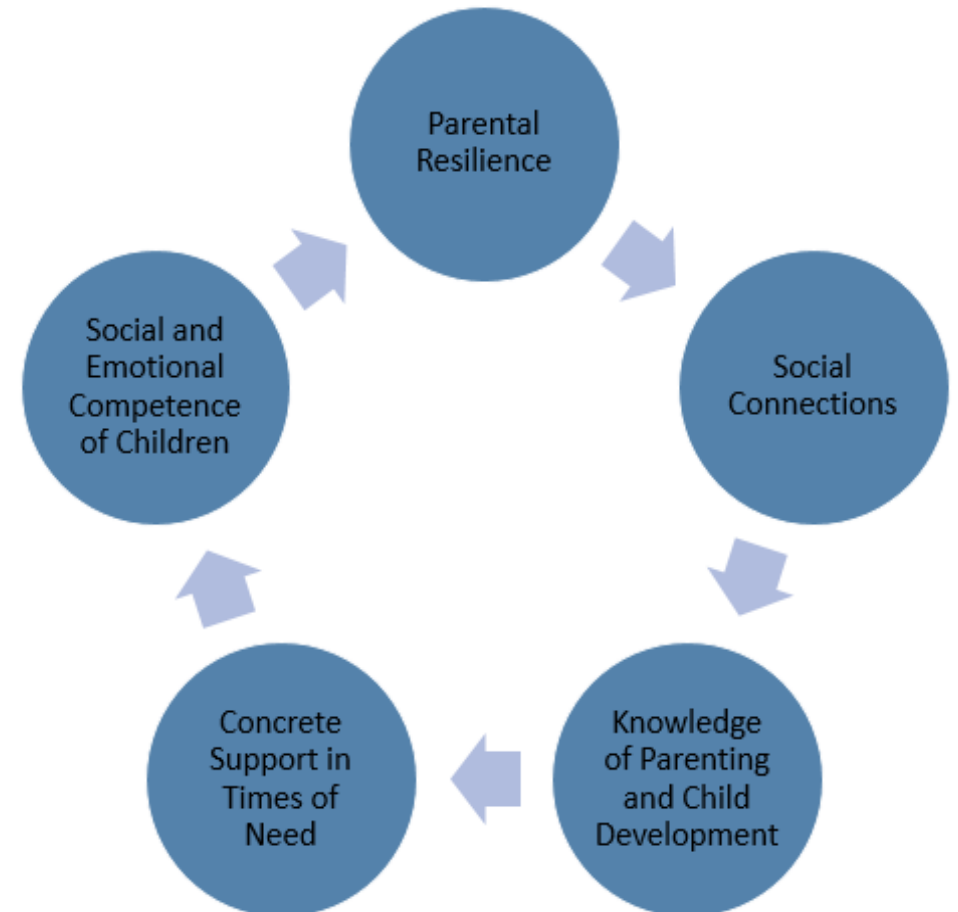 Parental
Resilience
Social
Connections
Knowledge
of Parenting
and Child
Development
Concrete
Support in
Times of
Need
Social and
Emotional
Competence
of Children